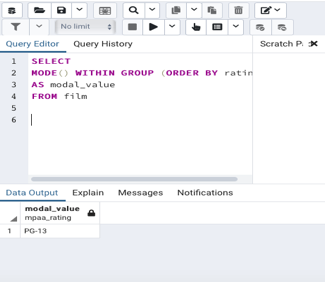 No limit
Query Editor Query History Scratch P
1 SELECT
2 MODE() WITHIN GROUP (ORDER BY ratin
3 AS modal_value
4 FROM film
5
6
Data Output Explain Messages Notifications
modal_value
mpaa_rating
1 PG-13